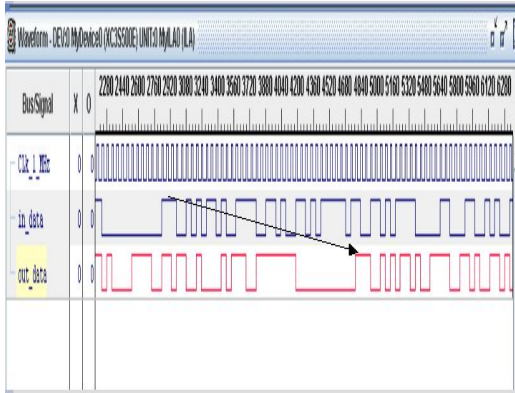 Waveform - DEV:0 MyDevice0 (XC3S500E) UNIT:0 MyILA0 (ILA)
Bus/Signal X O 2280 2440 2600 2760 2920 3080 3240 3400 3560 3720 3880 4040 4200 4360 4520 4680 4840 5000 5160 5320 5480 5640 5800 5960 6120 6280
Clk_1_MHz 0 0
in_data 0 0
out_data 0 0